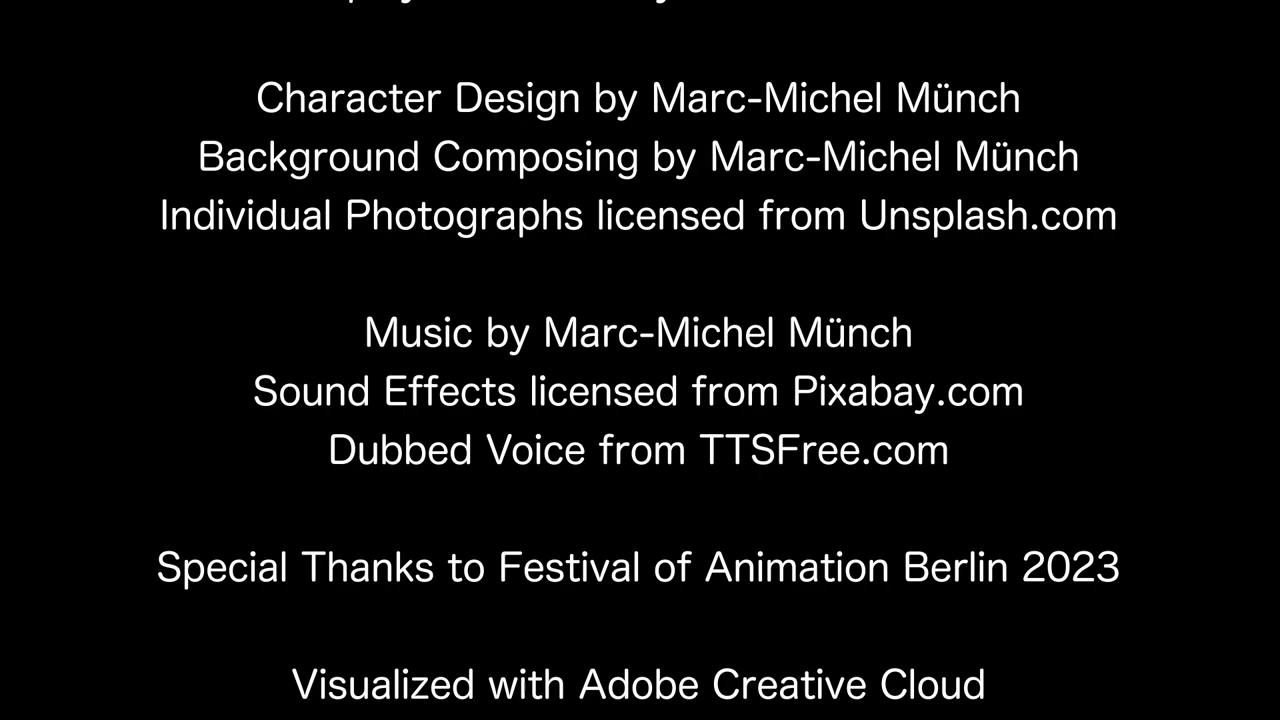 Character Design by Marc-Michel Münch
Background Composing by Marc-Michel Münch
Individual Photographs licensed from Unsplash.com
Music by Marc-Michel Münch
Sound Effects licensed from Pixabay.com
Dubbed Voice from TTSFree.com
Special Thanks to Festival of Animation Berlin 2023
Visualized with Adobe Creative Cloud